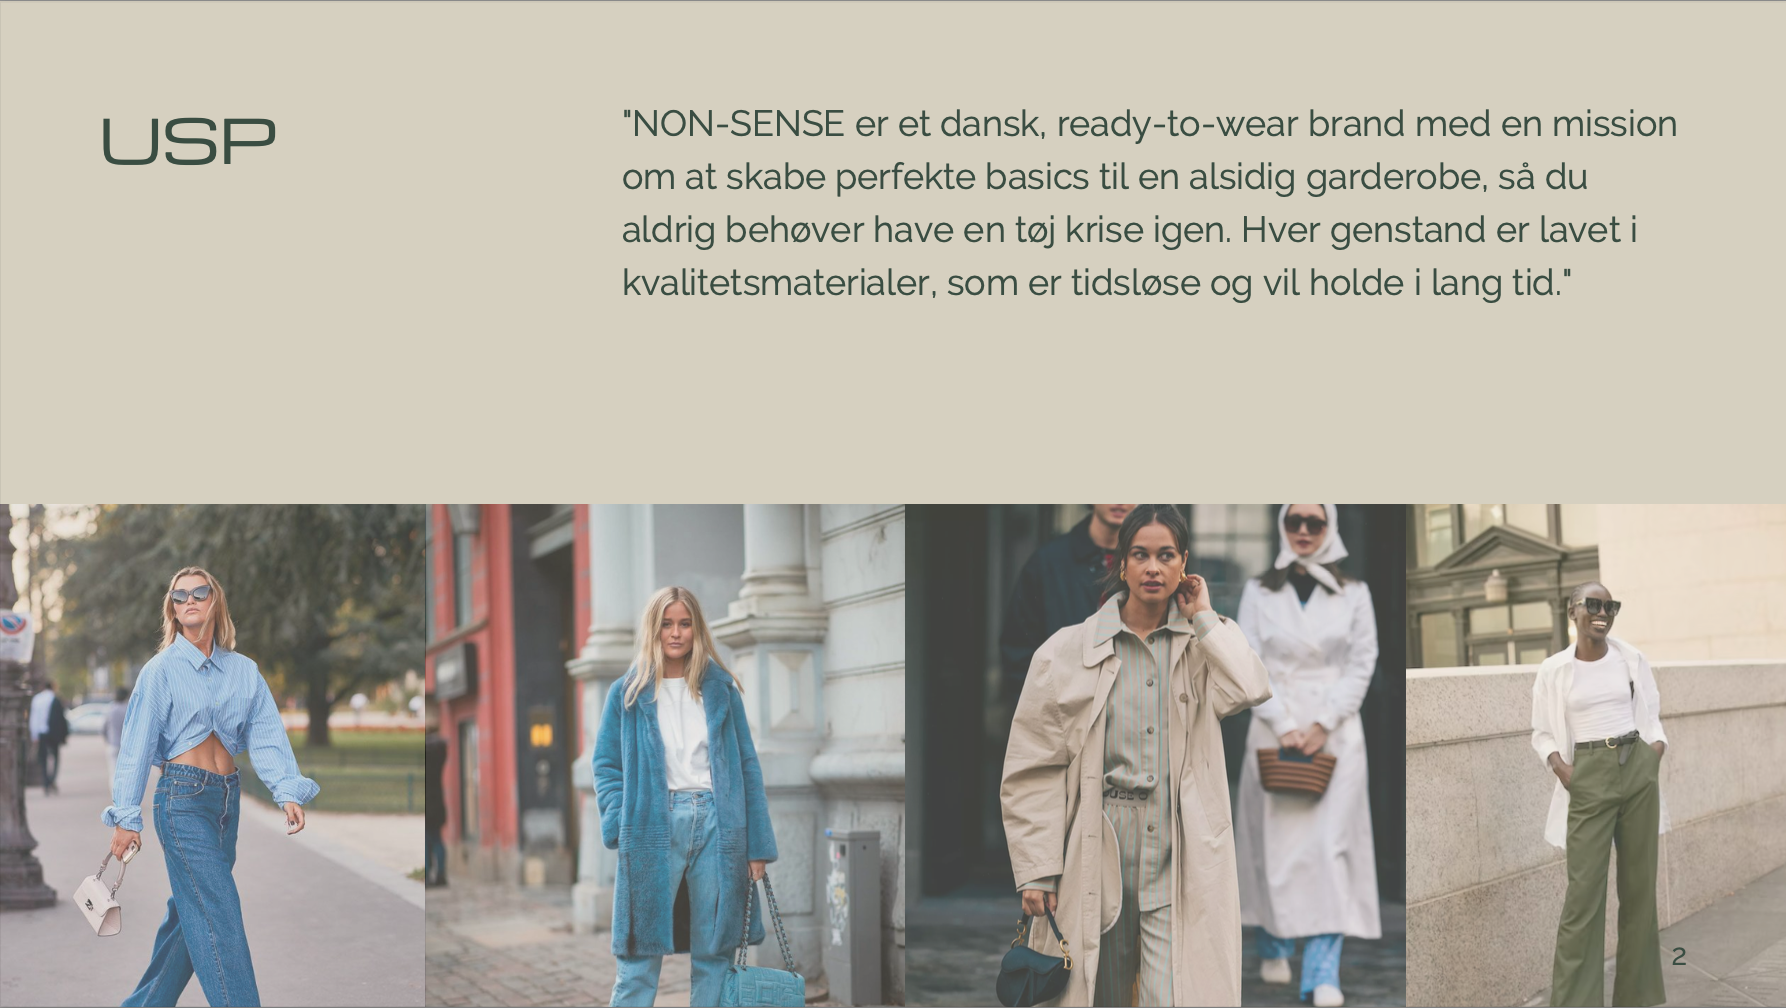 USP
"NON-SENSE er et dansk, ready-to-wear brand med en mission
om at skabe perfekte basics til en alsidig garderobe, så du
aldrig behøver have en tøj krise igen. Hver genstand er lavet i
kvalitetsmaterialer, som er tidsløse og vil holde i lang tid."
2